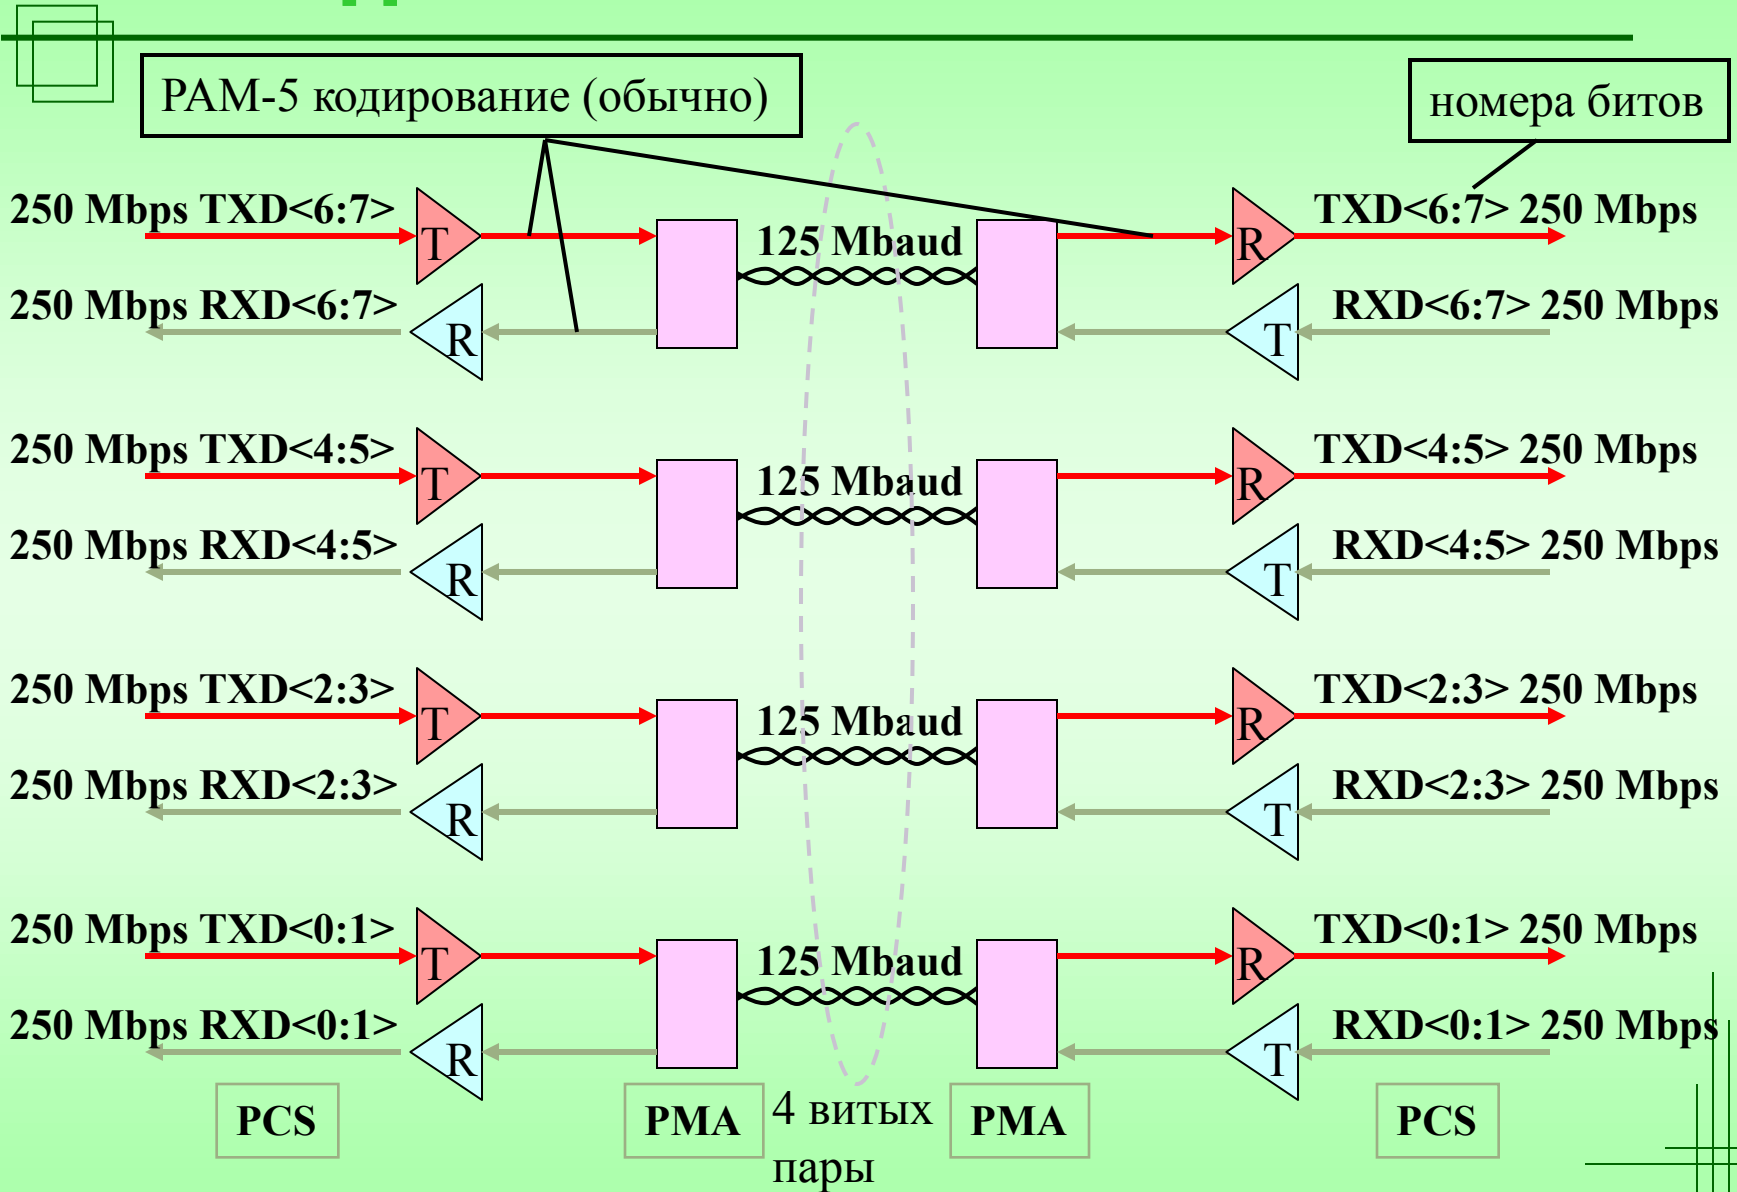 PAM-5 кодирование (обычно)
номера битов
250 Mbps TXD<6:7>
T
125 Mbaud
R
TXD<6:7> 250 Mbps
250 Mbps RXD<6:7>
R
T
RXD<6:7> 250 Mbps
250 Mbps TXD<4:5>
T
125 Mbaud
R
TXD<4:5> 250 Mbps
250 Mbps RXD<4:5>
R
T
RXD<4:5> 250 Mbps
250 Mbps TXD<2:3>
T
125 Mbaud
R
TXD<2:3> 250 Mbps
250 Mbps RXD<2:3>
R
T
RXD<2:3> 250 Mbps
250 Mbps TXD<0:1>
T
125 Mbaud
R
TXD<0:1> 250 Mbps
250 Mbps RXD<0:1>
R
T
RXD<0:1> 250 Mbps
PCS
PMA
4 витых
пары
PMA
PCS